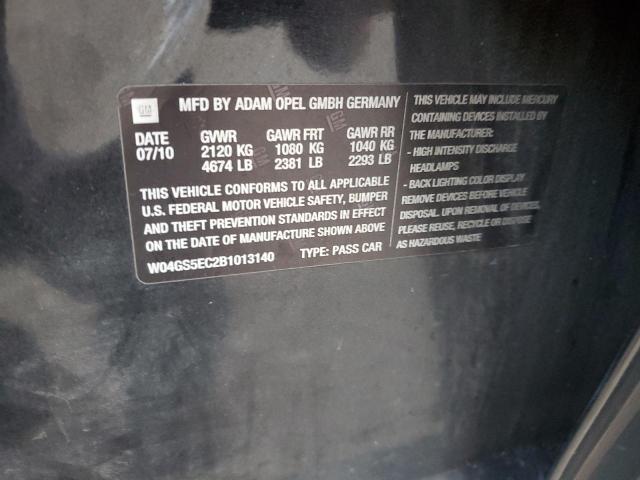 GM
MFD BY ADAM OPEL GMBH GERMANY
DATE GVWR GAWR FRT GAWR RR
07/10 2120 KG 1080 KG 1040 KG
4674 LB 2381 LB 2293 LB
THIS VEHICLE CONFORMS TO ALL APPLICABLE
U.S. FEDERAL MOTOR VEHICLE SAFETY, BUMPER
AND THEFT PREVENTION STANDARDS IN EFFECT
ON THE DATE OF MANUFACTURE SHOWN ABOVE
W04GS5EC2B1013140 TYPE: PASS CAR
THIS VEHICLE MAY INCLUDE MERCURY
CONTAINING DEVICES INSTALLED BY
THE MANUFACTURER:
- HIGH INTENSITY DISCHARGE
HEADLAMPS
- BACK LIGHTING COLOR DISPLAY
REMOVE DEVICES BEFORE VEHICLE
DISPOSAL. UPON REMOVAL OF DEVICES,
PLEASE REUSE, RECYCLE OR DISPOSE
AS HAZARDOUS WASTE